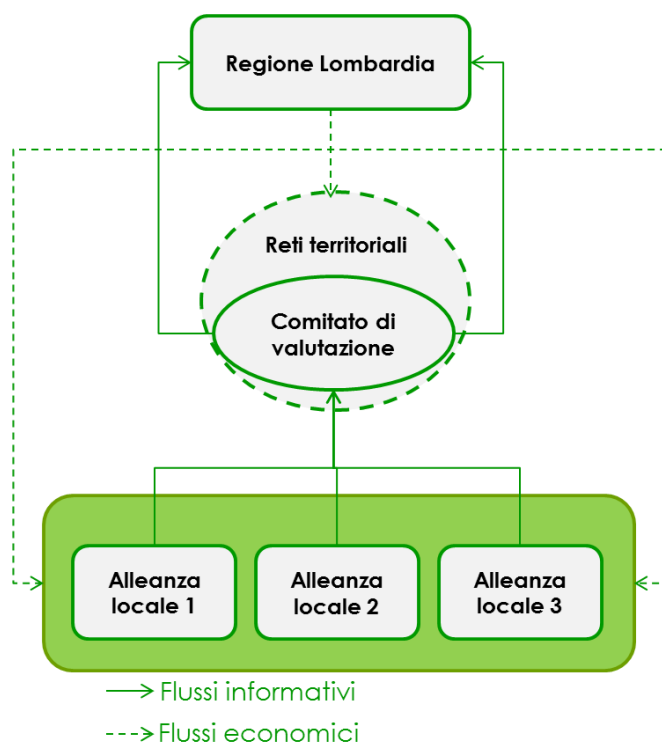 Regione Lombardia
Reti territoriali
Comitato di
valutazione
Alleanza
locale 1
Alleanza
locale 2
Alleanza
locale 3
Flussi informativi
Flussi economici